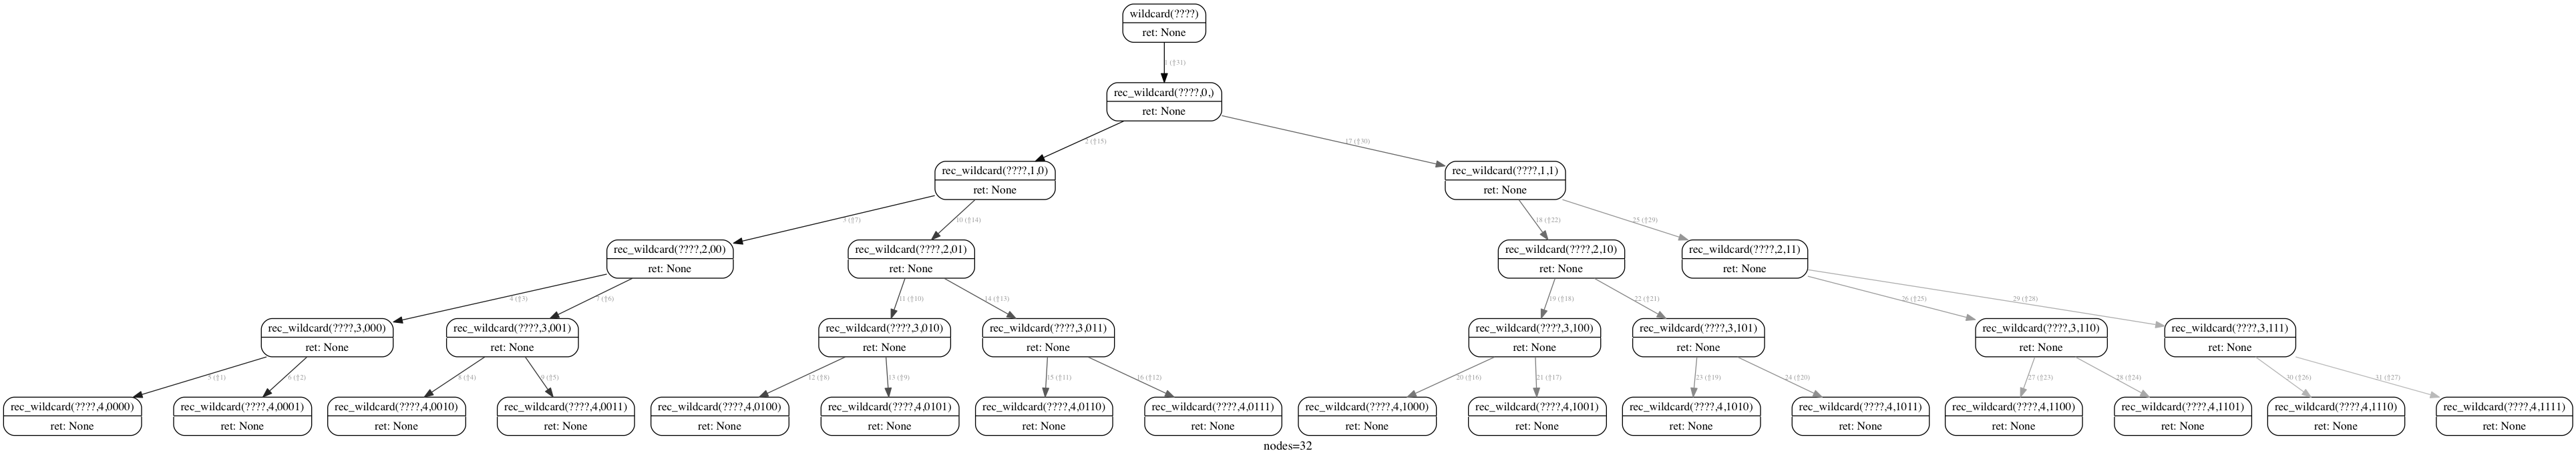 wildcard(????)
ret: None
1 (⇧31)
rec_wildcard(????,0,)
ret: None
2 (⇧15)
17 (⇧30)
rec_wildcard(????,1,0)
ret: None
rec_wildcard(????,1,1)
ret: None
3 (⇧7)
10 (⇧14)
18 (⇧22)
25 (⇧29)
rec_wildcard(????,2,00)
ret: None
rec_wildcard(????,2,01)
ret: None
rec_wildcard(????,2,10)
ret: None
rec_wildcard(????,2,11)
ret: None
4 (⇧3)
7 (⇧6)
11 (⇧10)
14 (⇧13)
19 (⇧18)
22 (⇧21)
26 (⇧25)
29 (⇧28)
rec_wildcard(????,3,000)
ret: None
rec_wildcard(????,3,001)
ret: None
rec_wildcard(????,3,010)
ret: None
rec_wildcard(????,3,011)
ret: None
rec_wildcard(????,3,100)
ret: None
rec_wildcard(????,3,101)
ret: None
rec_wildcard(????,3,110)
ret: None
rec_wildcard(????,3,111)
ret: None
5 (⇧1)
6 (⇧2)
8 (⇧4)
9 (⇧5)
12 (⇧8)
13 (⇧9)
15 (⇧11)
16 (⇧12)
20 (⇧16)
21 (⇧17)
23 (⇧19)
24 (⇧20)
27 (⇧23)
28 (⇧24)
30 (⇧26)
31 (⇧27)
rec_wildcard(????,4,0000)
ret: None
rec_wildcard(????,4,0001)
ret: None
rec_wildcard(????,4,0010)
ret: None
rec_wildcard(????,4,0011)
ret: None
rec_wildcard(????,4,0100)
ret: None
rec_wildcard(????,4,0101)
ret: None
rec_wildcard(????,4,0110)
ret: None
rec_wildcard(????,4,0111)
ret: None
rec_wildcard(????,4,1000)
ret: None
rec_wildcard(????,4,1001)
ret: None
rec_wildcard(????,4,1010)
ret: None
rec_wildcard(????,4,1011)
ret: None
rec_wildcard(????,4,1100)
ret: None
rec_wildcard(????,4,1101)
ret: None
rec_wildcard(????,4,1110)
ret: None
rec_wildcard(????,4,1111)
ret: None
nodes=32